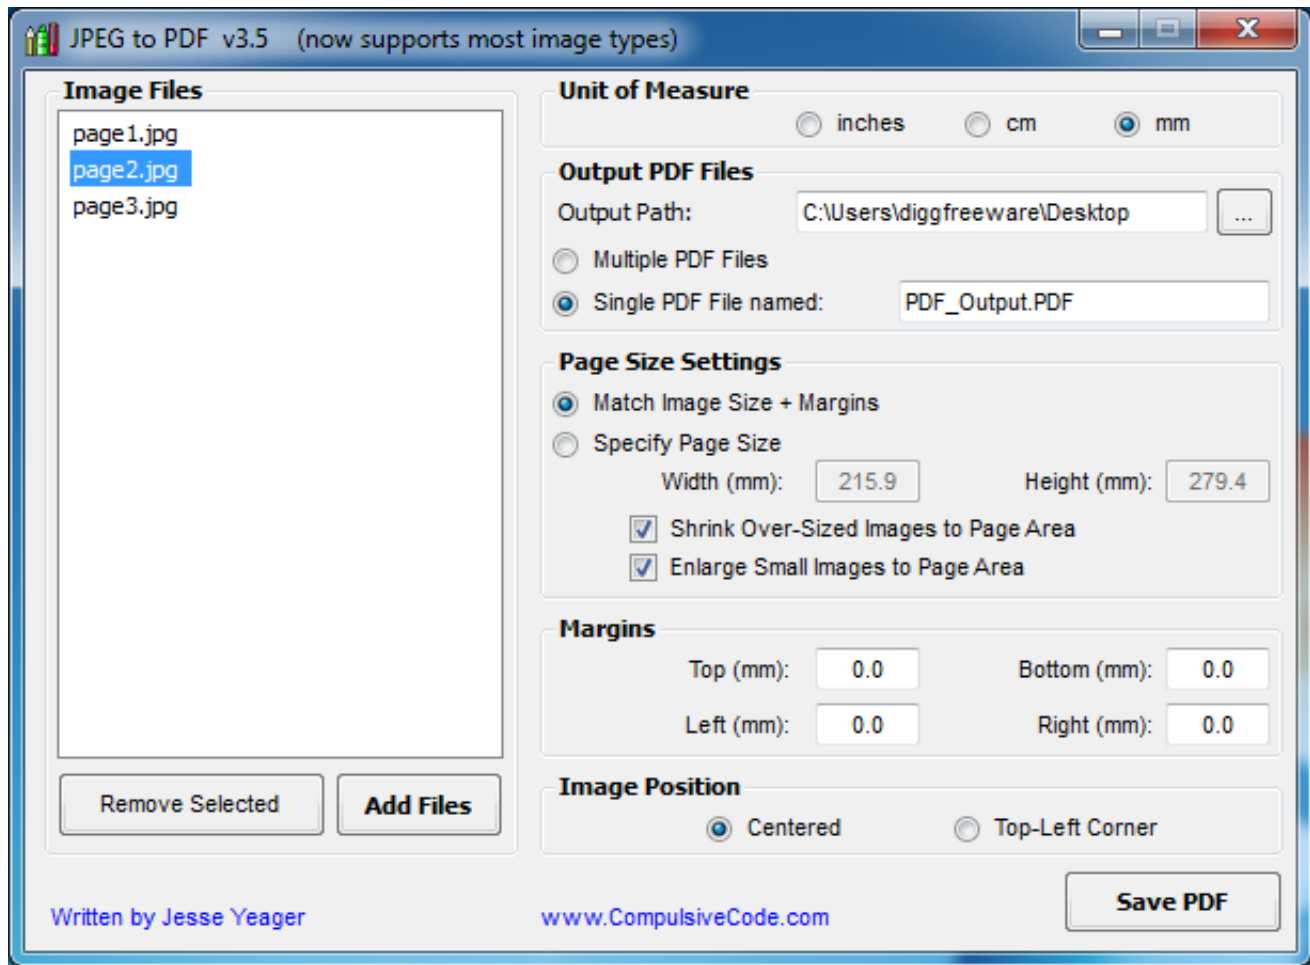 JPEG to PDF v3.5 (now supports most image types)
Image Files
page1.jpg
page2.jpg
page3.jpg
Remove Selected
Add Files
Unit of Measure
inches cm mm
Output PDF Files
Output Path: C:\Users\diggfreeware\Desktop ...
Multiple PDF Files
Single PDF File named: PDF_Output.PDF
Page Size Settings
Match Image Size + Margins
Specify Page Size
Width (mm): 215.9 Height (mm): 279.4
Shrink Over-Sized Images to Page Area
Enlarge Small Images to Page Area
Margins
Top (mm): 0.0 Bottom (mm): 0.0
Left (mm): 0.0 Right (mm): 0.0
Image Position
Centered Top-Left Corner
Written by Jesse Yeager
www.CompulsiveCode.com
Save PDF